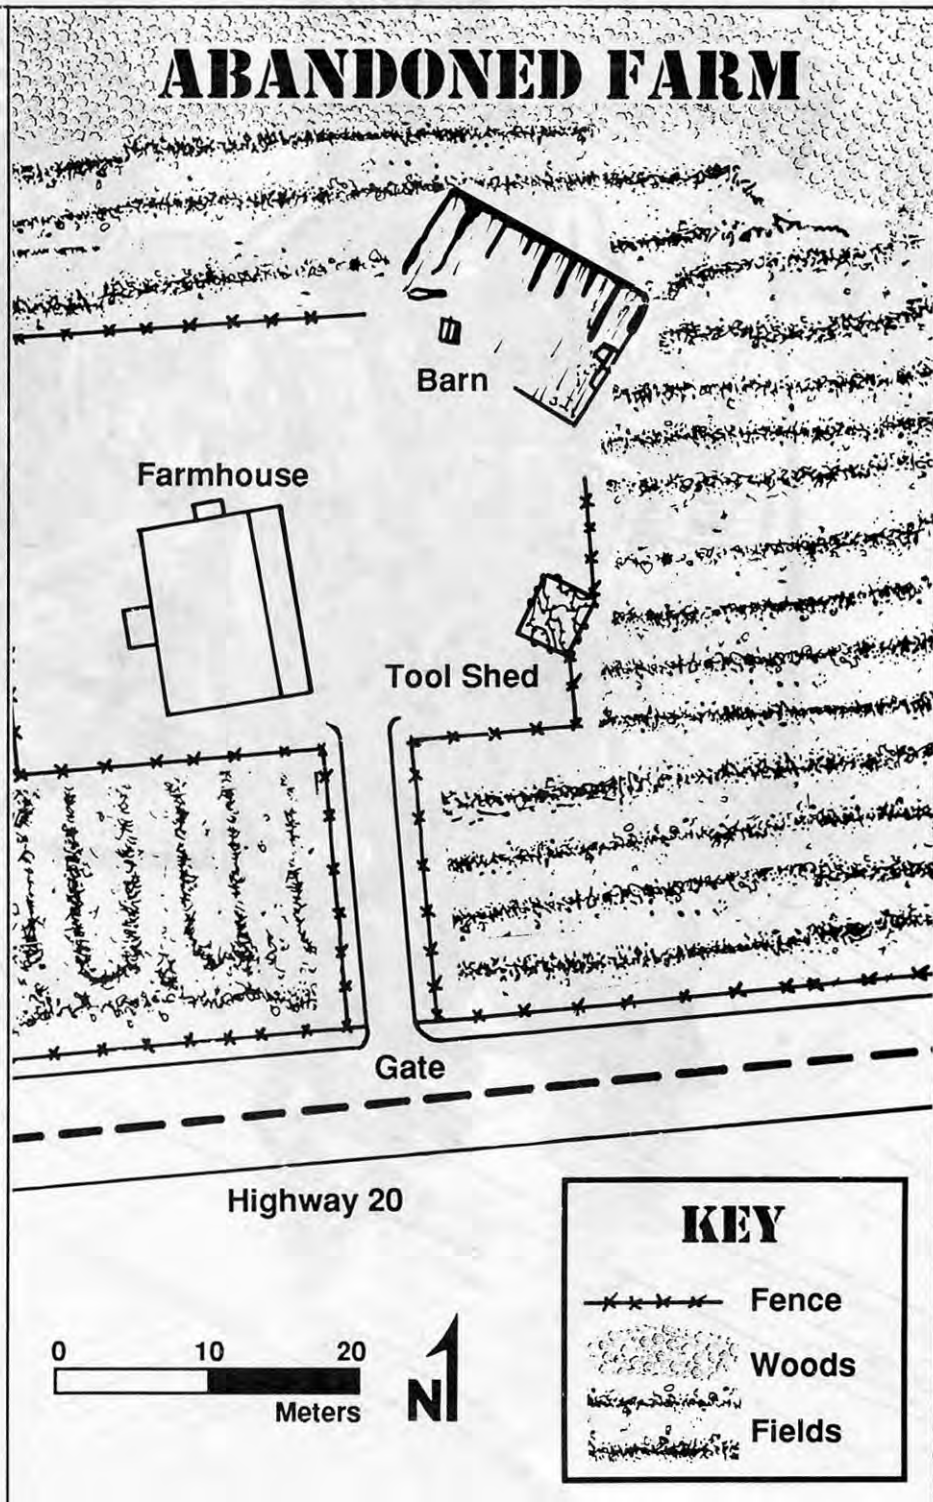 ABANDONED FARM
Barn
Farmhouse
Tool Shed
Gate
Highway 20
KEY
Fence
Woods
Fields
0 10 20
Meters
N